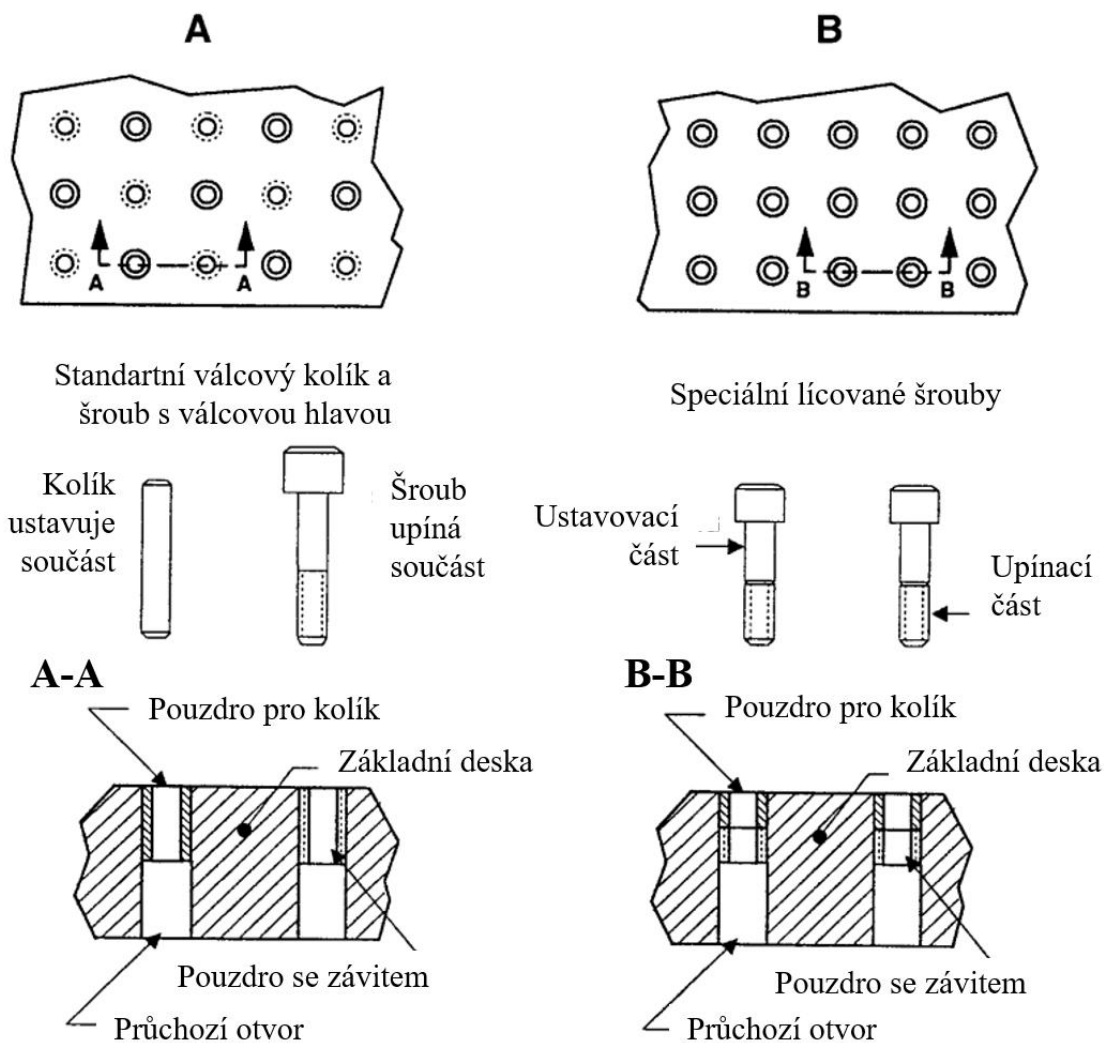 A
B
A
A
B
B
Standartní válcový kolík a
šroub s válcovou hlavou
Speciální lícované šrouby
Kolík
ustavuje
součást
Šroub
upíná
součást
Ustavovací
část
Upínací
část
A-A
B-B
Pouzdro pro kolík
Základní deska
Pouzdro se závitem
Průchozí otvor
Pouzdro pro kolík
Základní deska
Pouzdro se závitem
Průchozí otvor